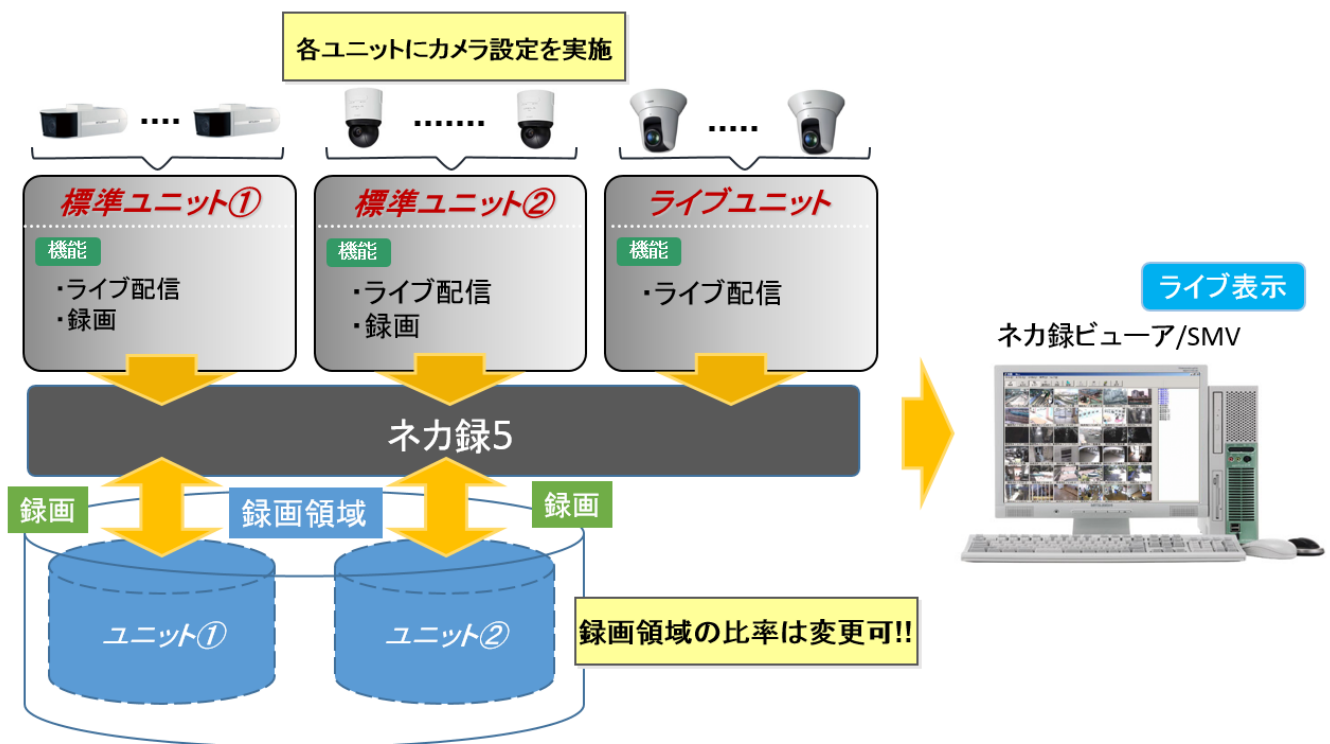 各ユニットにカメラ設定を実施
標準ユニット①
機能
・ライブ配信
・録画
標準ユニット②
機能
・ライブ配信
・録画
ライブユニット
機能
・ライブ配信
ライブ表示
ネカ録ビューア/SMV
ネカ録5
録画
録画領域
録画
ユニット①
ユニット②
録画領域の比率は変更可!!